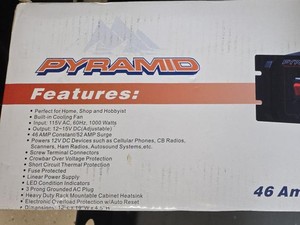 PYRAMID
Features:
• Perfect for Home, Shop and Hobbyist
• Built-in Cooling Fan
• Input: 115V AC, 60Hz, 1000 Watts
• Output: 12~15V DC(Adjustable)
• 46 AMP Constant/52 AMP Surge
• Powers 12V DC Devices such as Cellular Phones, CB Radios,
Scanners, Ham Radios, Autosound Systems,etc.
• Screw Terminal Connectors
• Crowbar Over Voltage Protection
• Short Circuit Thermal Protection
• Fuse Protected
• Linear Power Supply
• LED Condition Indicators
• 3 Prong Grounded AC Plug
• Heavy Duty Rack Mountable Cabinet Heatsink
• Electronic Overload Protection w/Auto Reset
• Dimensions:
46 Am